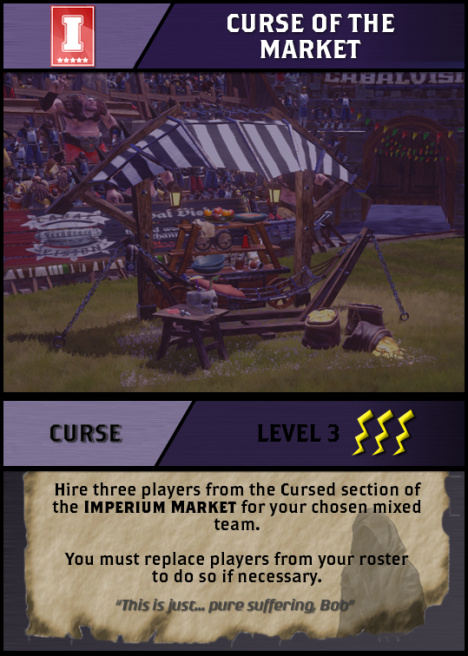 I
CURSE OF THE
MARKET
CABALVISI
CURSE
LEVEL 3
Hire three players from the Cursed section of
the IMPERIUM MARKET for your chosen mixed
team.
You must replace players from your roster
to do so if necessary.
"This is just... pure suffering, Bob"